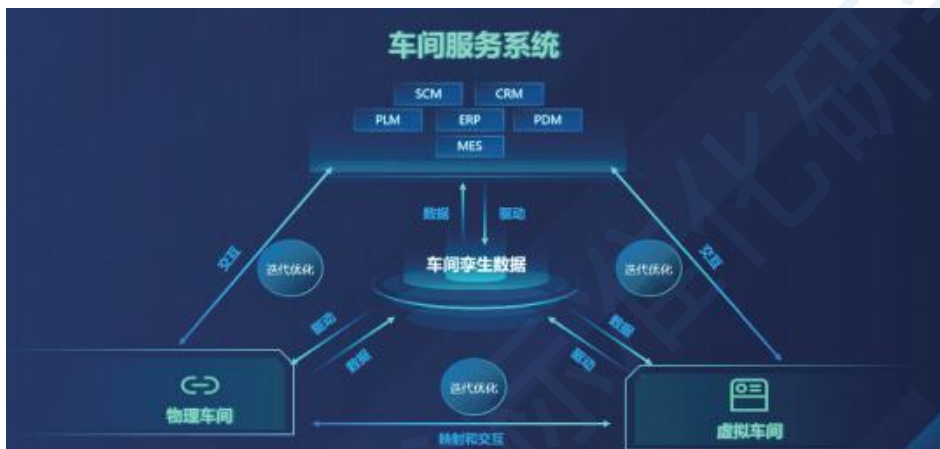 车间服务系统
SCM CRM
PLM ERP PDM
MES
数据 驱动
交互 迭代优化 车间孪生数据 迭代优化 交互
驱动 数据
数据 驱动
迭代优化
物理车间 虚拟车间
映射和交互